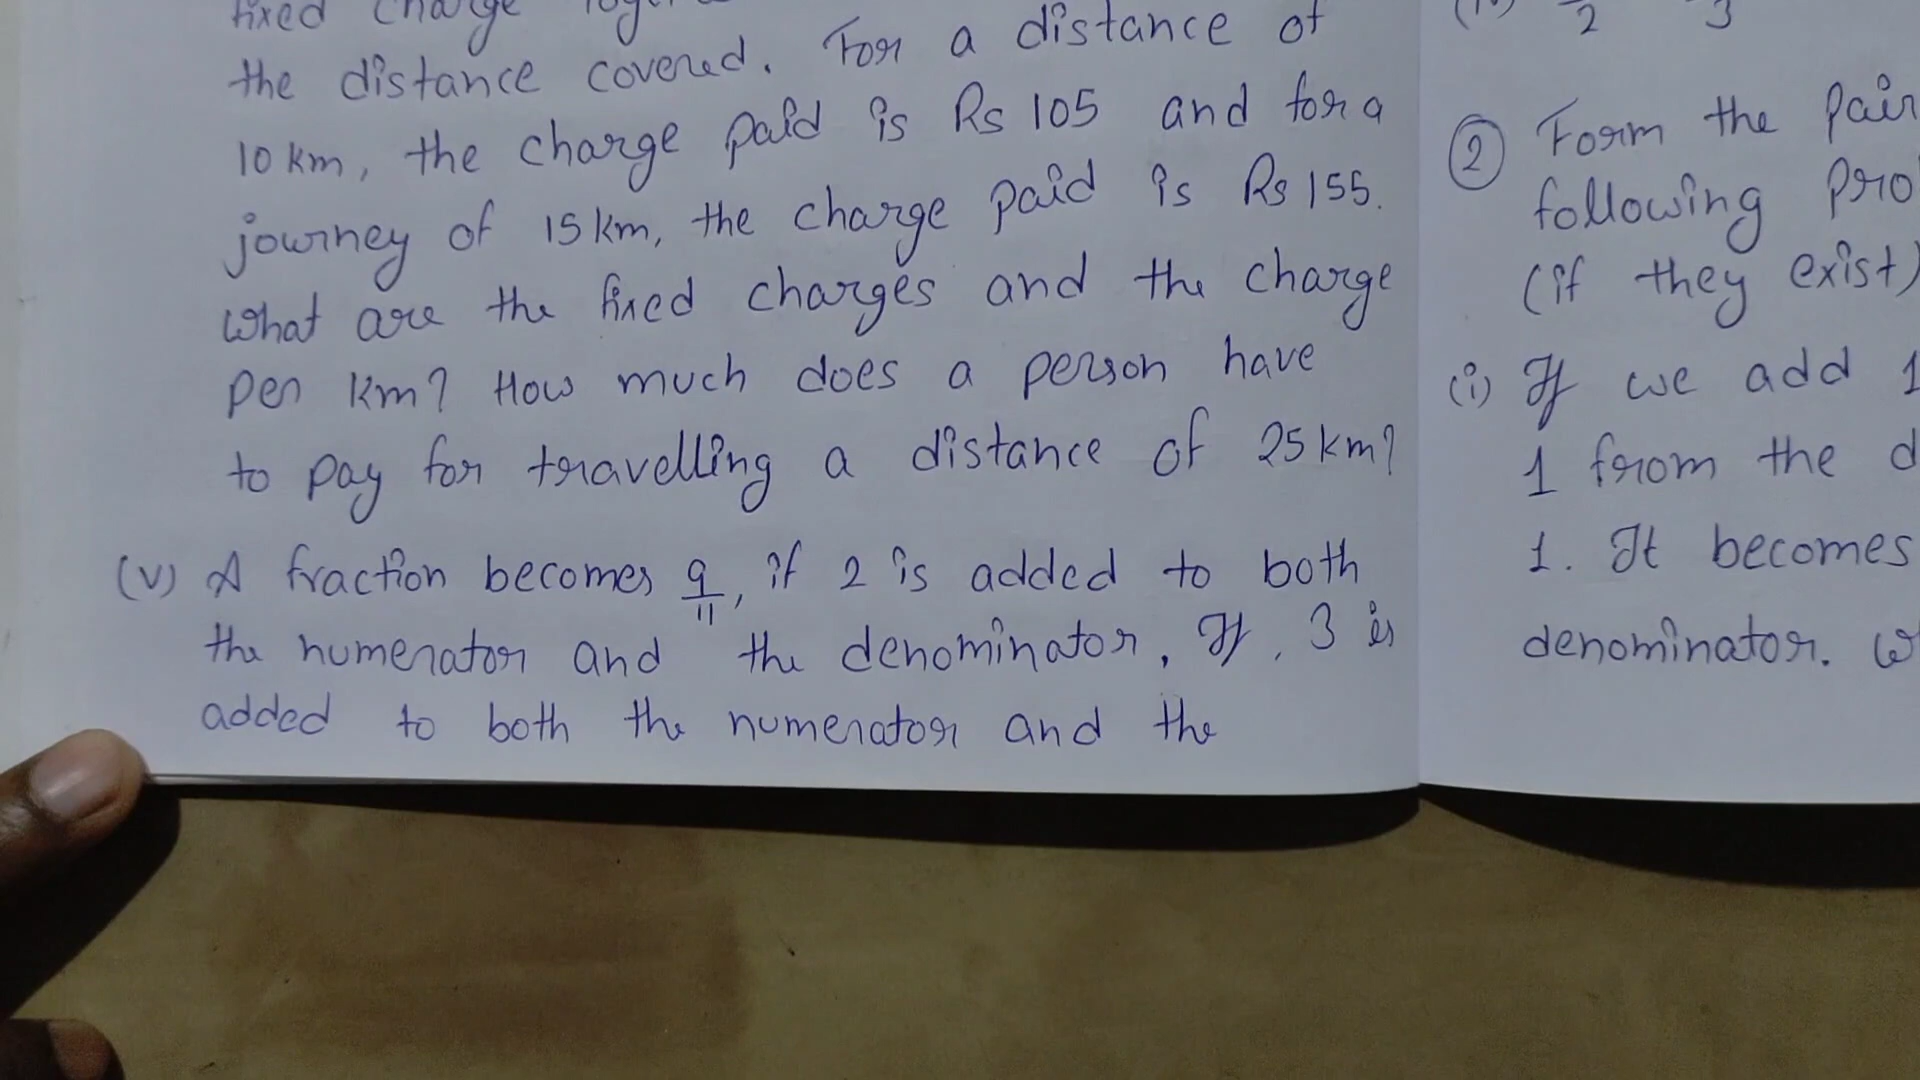 fixed charge
the distance covered. For a distance of
10 km, the charge paid is Rs 105 and for a
journey of 15 km, the charge paid is Rs 155.
What are the fixed charges and the charge
per km? How much does a person have
to pay for travelling a distance of 25 km?
(v) A fraction becomes 9/11, if 2 is added to both
the numerator and the denominator. If, 3 is
added to both the numerator and the
2 3
② Form the pair
following pro
(if they exist)
(i) If we add 1
1 from the d
1. It becomes
denominator. W